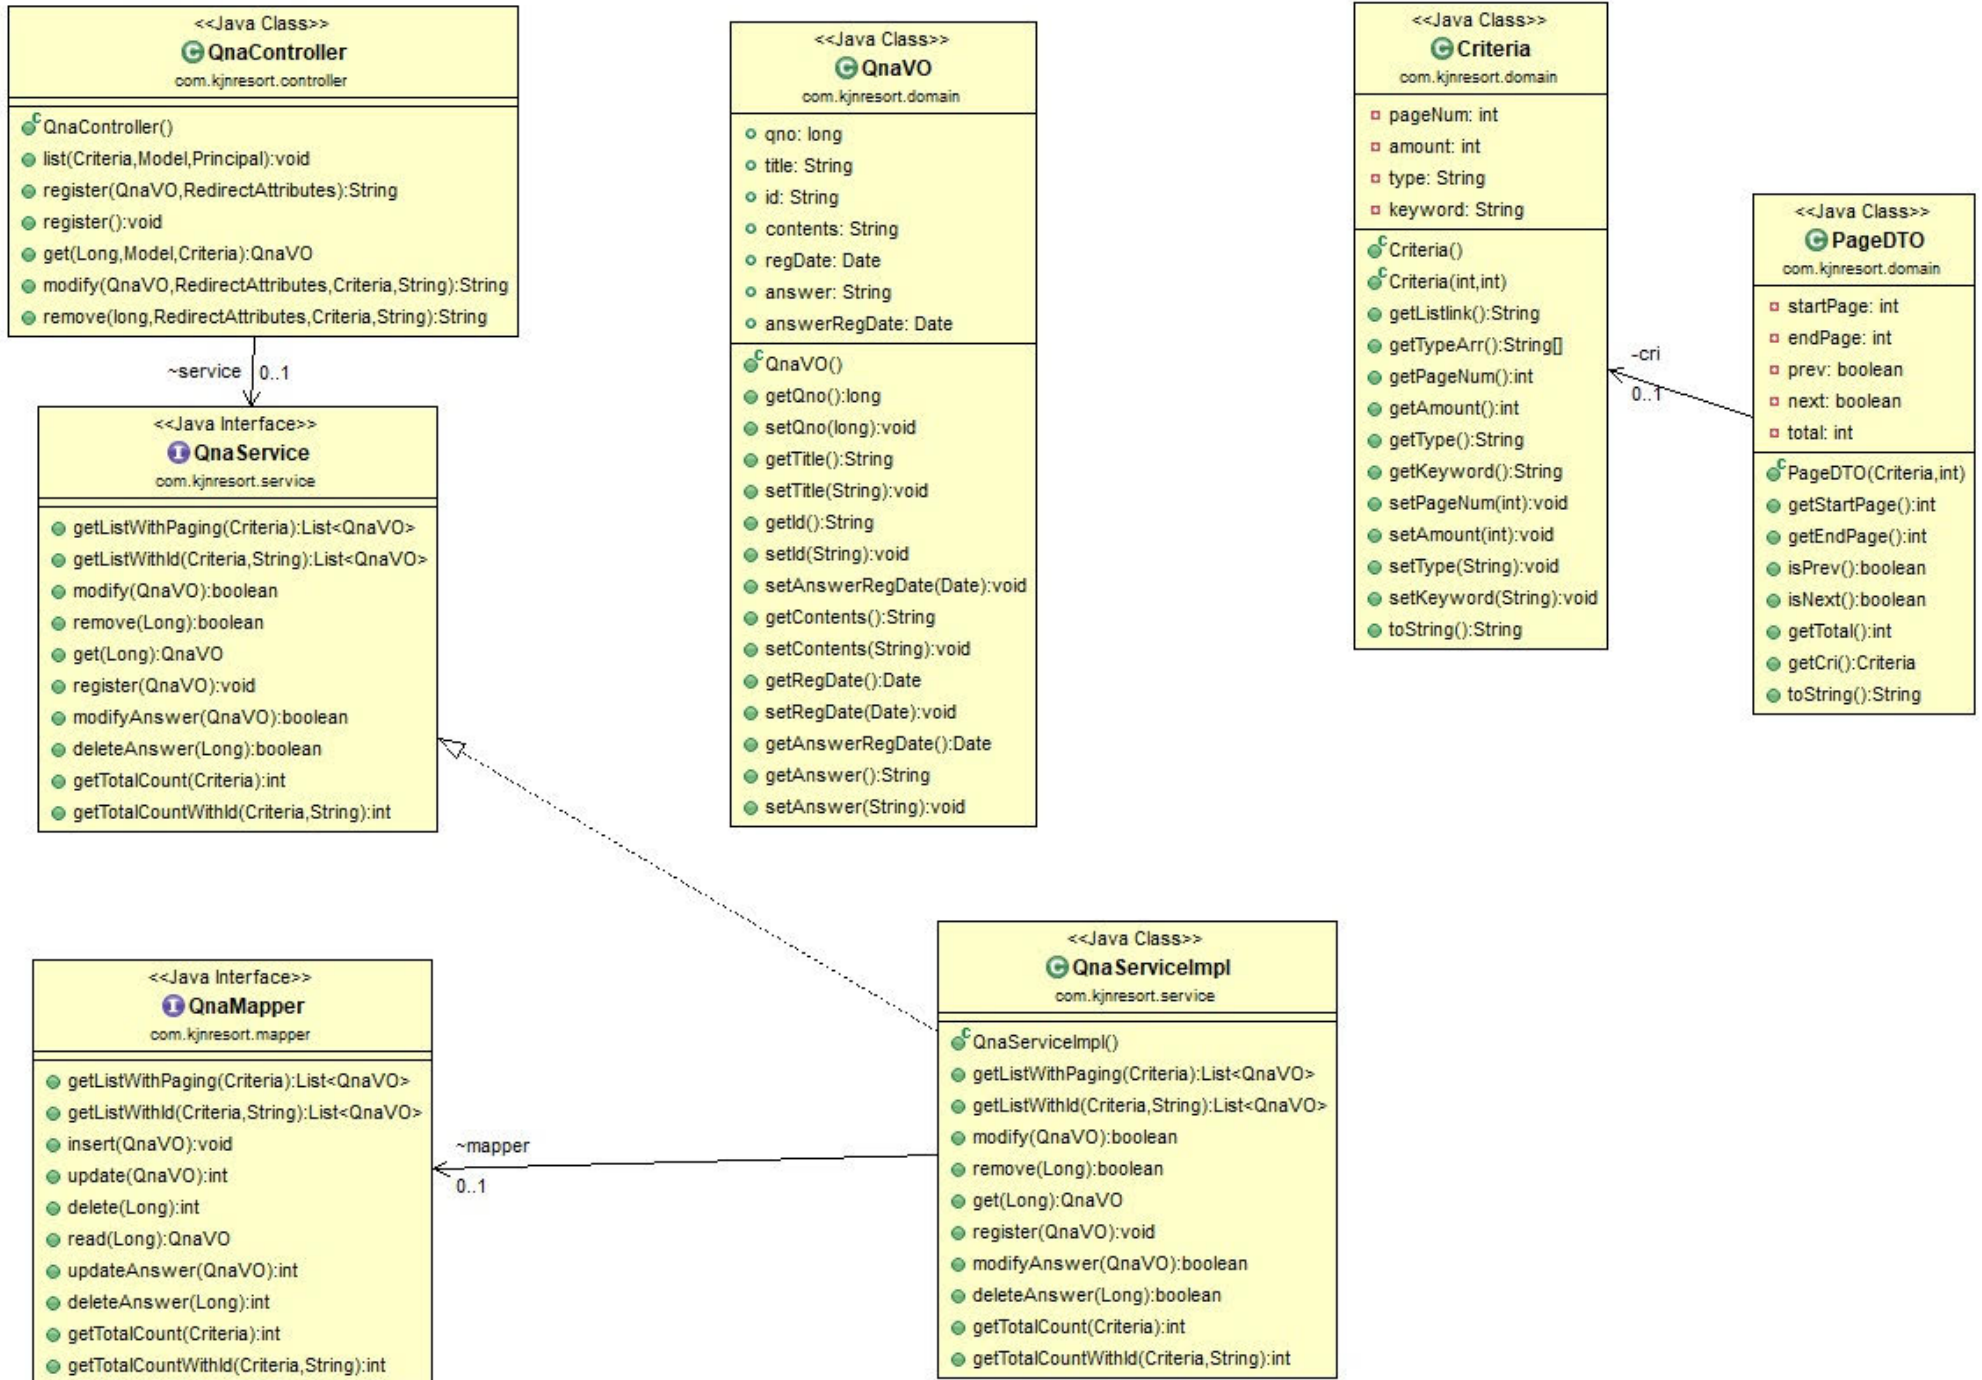 <<Java Class>>
QnaController
com.kjnresort.controller
QnaController()
list(Criteria,Model,Principal):void
register(QnaVO,RedirectAttributes):String
register():void
get(Long,Model,Criteria):QnaVO
modify(QnaVO,RedirectAttributes,Criteria,String):String
remove(long,RedirectAttributes,Criteria,String):String
~service 0..1
<<Java Interface>>
QnaService
com.kjnresort.service
getListWithPaging(Criteria):List<QnaVO>
getListWithId(Criteria,String):List<QnaVO>
modify(QnaVO):boolean
remove(Long):boolean
get(Long):QnaVO
register(QnaVO):void
modifyAnswer(QnaVO):boolean
deleteAnswer(Long):boolean
getTotalCount(Criteria):int
getTotalCountWithId(Criteria,String):int
<<Java Class>>
QnaVO
com.kjnresort.domain
qno: long
title: String
id: String
contents: String
regDate: Date
answer: String
answerRegDate: Date
QnaVO()
getQno():long
setQno(long):void
getTitle():String
setTitle(String):void
getId():String
setId(String):void
setAnswerRegDate(Date):void
getContents():String
setContents(String):void
getRegDate():Date
setRegDate(Date):void
getAnswerRegDate():Date
getAnswer():String
setAnswer(String):void
<<Java Class>>
Criteria
com.kjnresort.domain
pageNum: int
amount: int
type: String
keyword: String
Criteria()
Criteria(int,int)
getListlink():String
getTypeArr():String[]
getPageNum():int
getAmount():int
getType():String
getKeyword():String
setPageNum(int):void
setAmount(int):void
setType(String):void
setKeyword(String):void
toString():String
-cri
0..1
<<Java Class>>
PageDTO
com.kjnresort.domain
startPage: int
endPage: int
prev: boolean
next: boolean
total: int
PageDTO(Criteria,int)
getStartPage():int
getEndPage():int
isPrev():boolean
isNext():boolean
getTotal():int
getCri():Criteria
toString():String
<<Java Interface>>
QnaMapper
com.kjnresort.mapper
getListWithPaging(Criteria):List<QnaVO>
getListWithId(Criteria,String):List<QnaVO>
insert(QnaVO):void
update(QnaVO):int
delete(Long):int
read(Long):QnaVO
updateAnswer(QnaVO):int
deleteAnswer(Long):int
getTotalCount(Criteria):int
getTotalCountWithId(Criteria,String):int
~mapper
0..1
<<Java Class>>
QnaServiceImpl
com.kjnresort.service
QnaServiceImpl()
getListWithPaging(Criteria):List<QnaVO>
getListWithId(Criteria,String):List<QnaVO>
modify(QnaVO):boolean
remove(Long):boolean
get(Long):QnaVO
register(QnaVO):void
modifyAnswer(QnaVO):boolean
deleteAnswer(Long):boolean
getTotalCount(Criteria):int
getTotalCountWithId(Criteria,String):int